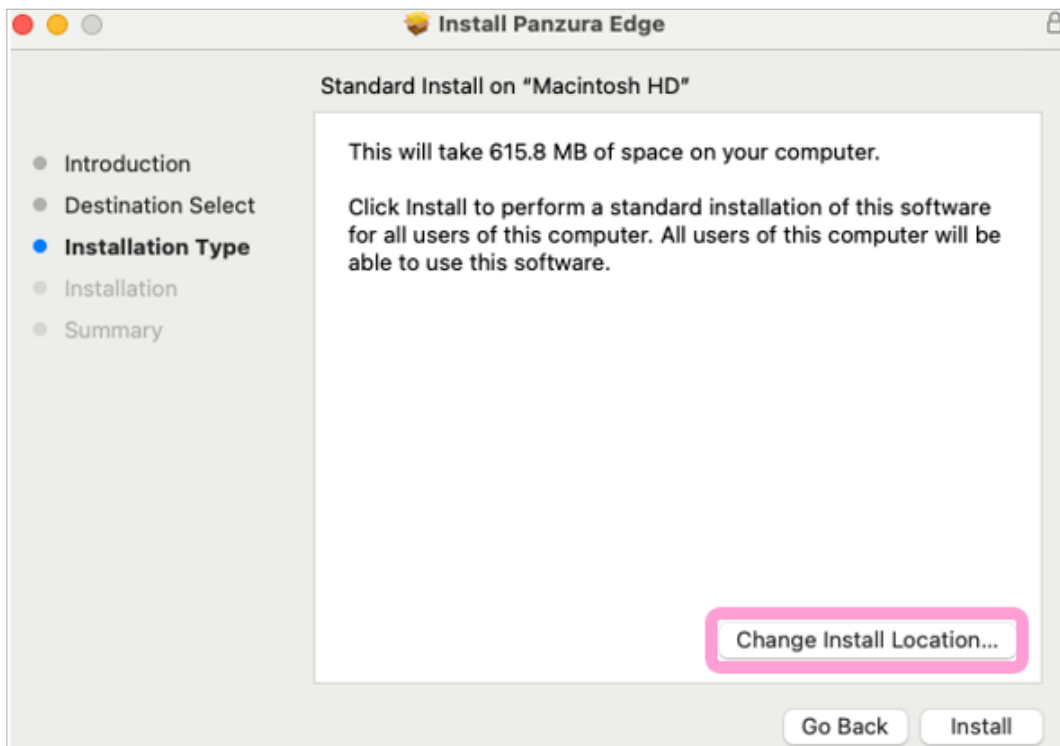 Install Panzura Edge
Standard Install on “Macintosh HD”
Introduction
Destination Select
Installation Type
Installation
Summary
This will take 615.8 MB of space on your computer.
Click Install to perform a standard installation of this software
for all users of this computer. All users of this computer will be
able to use this software.
Change Install Location...
Go Back
Install